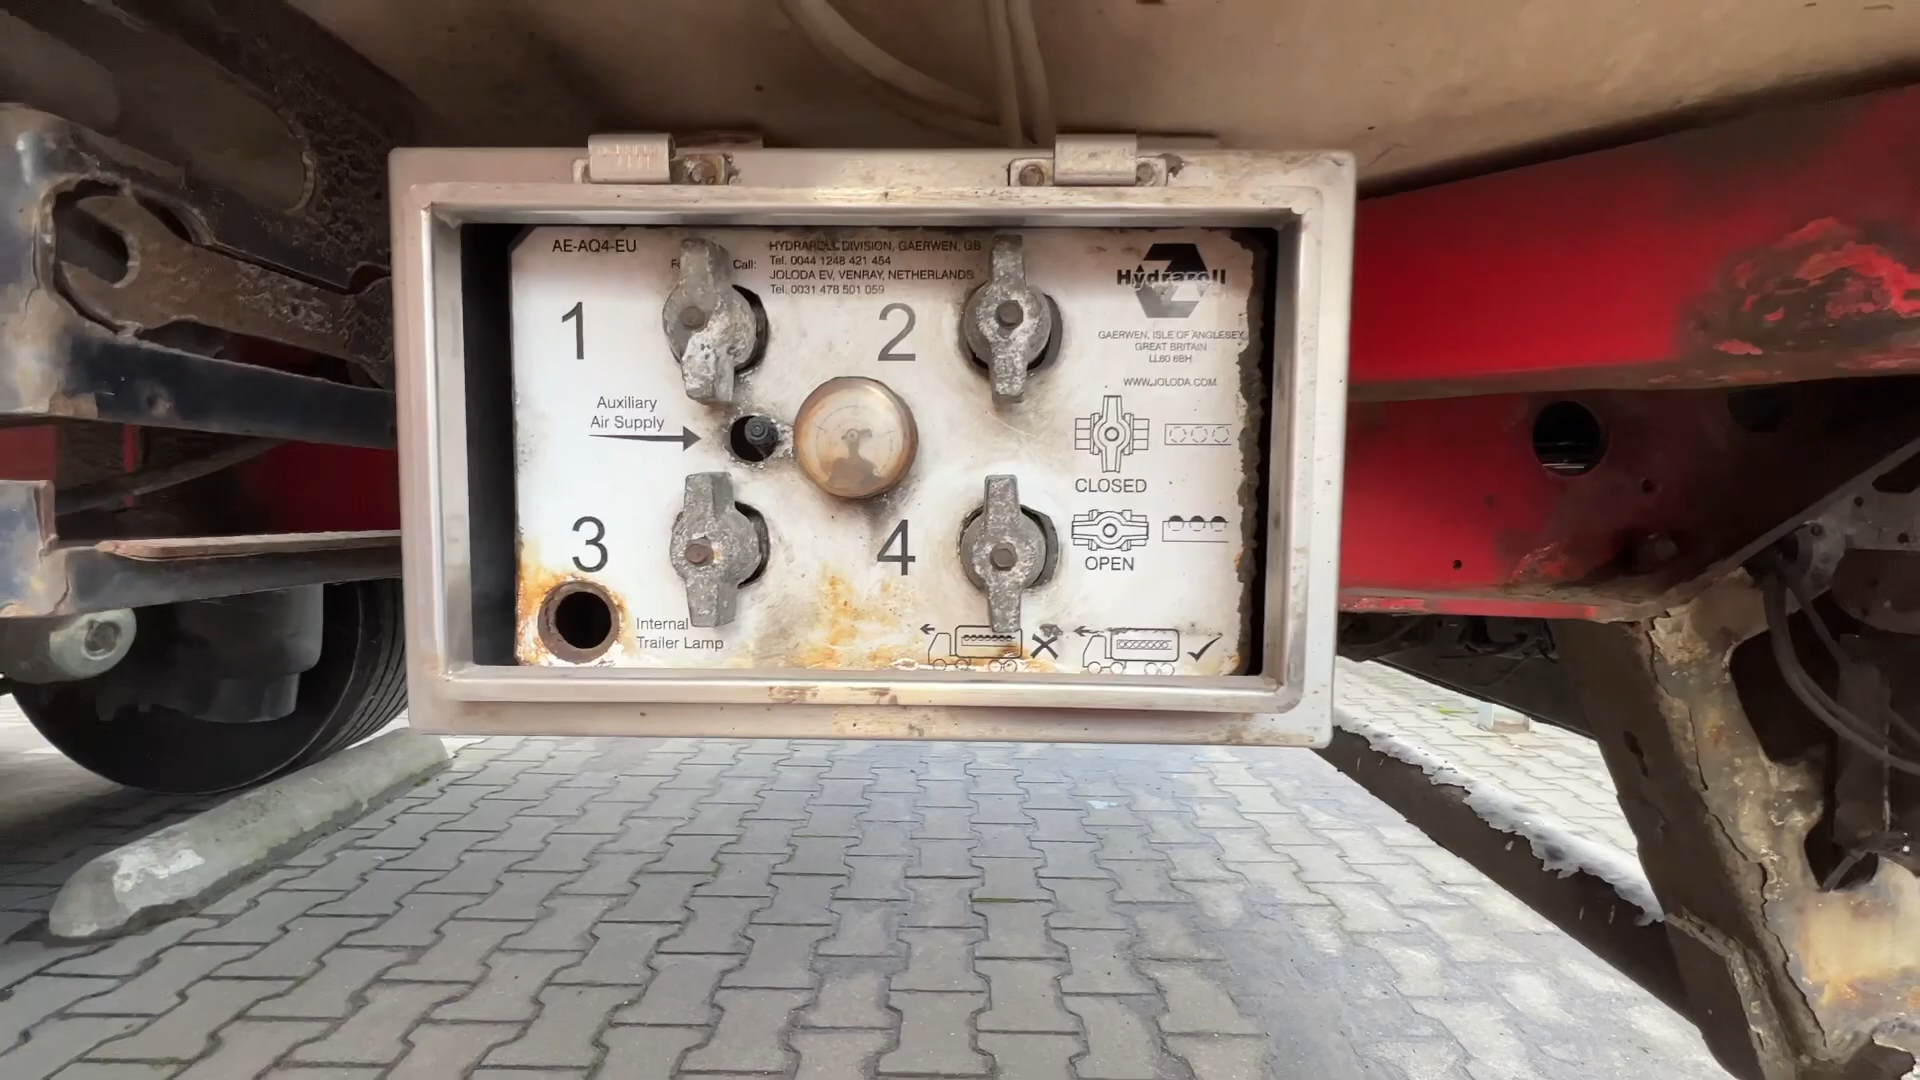 AE-AQ4-EU
Call:
HYDRAROLL DIVISION, GAERWEN, GB
Tel. 0044 1248 421 454
JOLODA EV, VENRAY, NETHERLANDS
Tel. 0031 478 501 059
Hydraroll
GAERWEN, ISLE OF ANGLESEY
GREAT BRITAIN
LL60 6BH
WWW.JOLODA.COM
1
2
Auxiliary
Air Supply
CLOSED
3
4
OPEN
Internal
Trailer Lamp